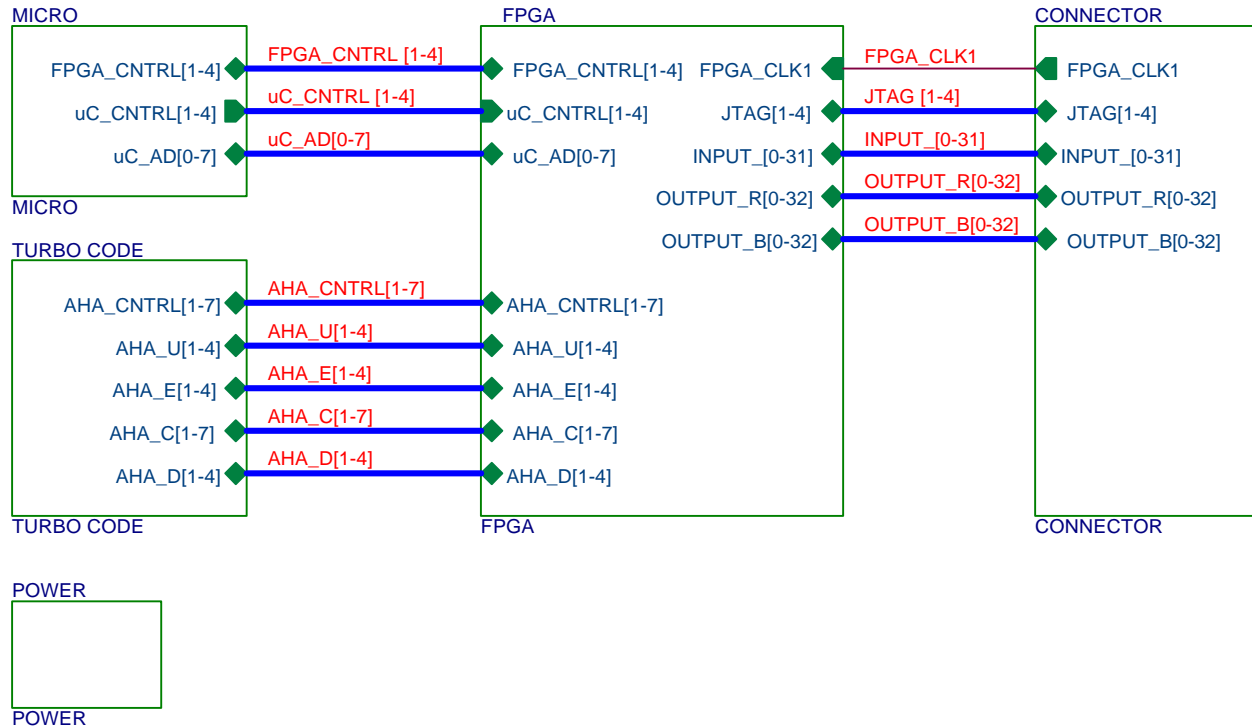 MICRO
FPGA_CNTRL[1-4]
uC_CNTRL[1-4]
uC_AD[0-7]
MICRO
FPGA_CNTRL [1-4]
uC_CNTRL [1-4]
uC_AD[0-7]
FPGA
FPGA_CNTRL[1-4]
uC_CNTRL[1-4]
uC_AD[0-7]
FPGA_CLK1
JTAG[1-4]
INPUT_[0-31]
OUTPUT_R[0-32]
OUTPUT_B[0-32]
FPGA_CLK1
JTAG [1-4]
INPUT_[0-31]
OUTPUT_R[0-32]
OUTPUT_B[0-32]
CONNECTOR
FPGA_CLK1
JTAG[1-4]
INPUT_[0-31]
OUTPUT_R[0-32]
OUTPUT_B[0-32]
TURBO CODE
AHA_CNTRL[1-7]
AHA_U[1-4]
AHA_E[1-4]
AHA_C[1-7]
AHA_D[1-4]
TURBO CODE
AHA_CNTRL[1-7]
AHA_U[1-4]
AHA_E[1-4]
AHA_C[1-7]
AHA_D[1-4]
AHA_CNTRL[1-7]
AHA_U[1-4]
AHA_E[1-4]
AHA_C[1-7]
AHA_D[1-4]
FPGA
CONNECTOR
POWER
POWER